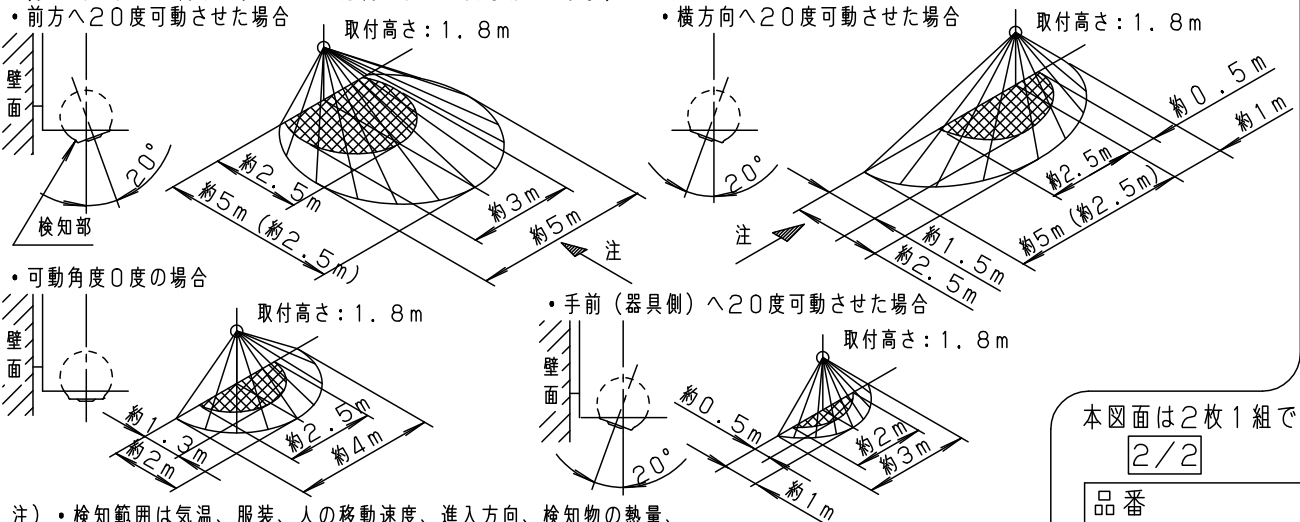 ・前方へ20度可動させた場合
取付高さ：1．8m
壁面
20°
検知部
約2.5m
約5m(約2.5m)
約3m
約5m
注
・横方向へ20度可動させた場合
取付高さ：1．8m
20°
約0.5m
約1m
約2.5m
約5m(約2.5m)
注
約1.5m
約2.5m
・可動角度0度の場合
取付高さ：1．8m
壁面
約1.3m
約2m
約2.5m
約4m
・手前（器具側）へ20度可動させた場合
取付高さ：1．8m
壁面
20°
約0.5m
約1m
約2m
約3m
本図面は2枚1組で
2/2
品番
注）・検知範囲は気温、服装、人の移動速度、進入方向、検知物の熱量、